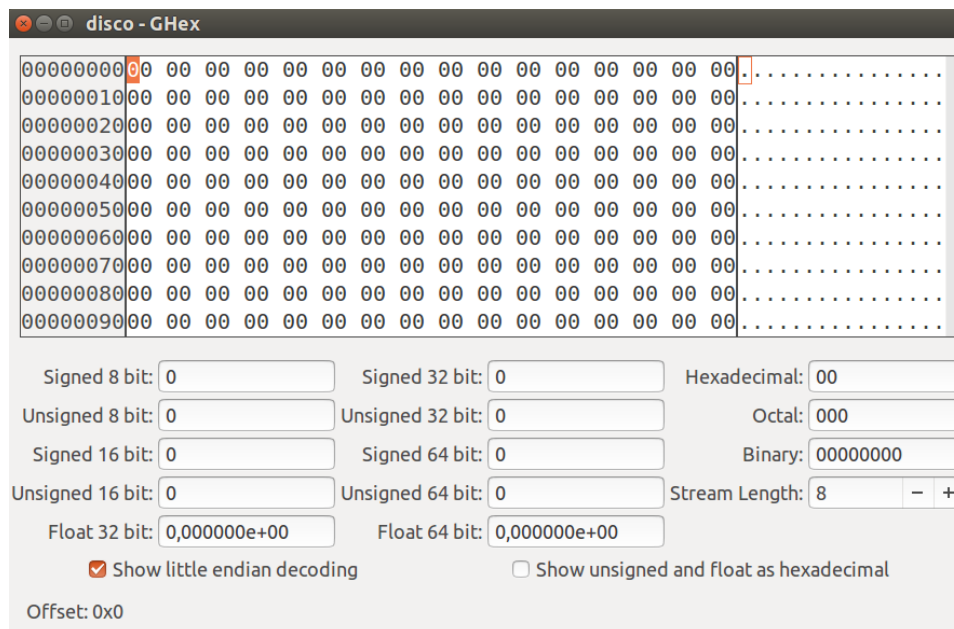 disco - GHex
00000000 00 00 00 00 00 00 00 00 00 00 00 00 00 00 00 00 ................
00000010 00 00 00 00 00 00 00 00 00 00 00 00 00 00 00 00 ................
00000020 00 00 00 00 00 00 00 00 00 00 00 00 00 00 00 00 ................
00000030 00 00 00 00 00 00 00 00 00 00 00 00 00 00 00 00 ................
00000040 00 00 00 00 00 00 00 00 00 00 00 00 00 00 00 00 ................
00000050 00 00 00 00 00 00 00 00 00 00 00 00 00 00 00 00 ................
00000060 00 00 00 00 00 00 00 00 00 00 00 00 00 00 00 00 ................
00000070 00 00 00 00 00 00 00 00 00 00 00 00 00 00 00 00 ................
00000080 00 00 00 00 00 00 00 00 00 00 00 00 00 00 00 00 ................
00000090 00 00 00 00 00 00 00 00 00 00 00 00 00 00 00 00 ................
Signed 8 bit: 0 Signed 32 bit: 0 Hexadecimal: 00
Unsigned 8 bit: 0 Unsigned 32 bit: 0 Octal: 000
Signed 16 bit: 0 Signed 64 bit: 0 Binary: 00000000
Unsigned 16 bit: 0 Unsigned 64 bit: 0 Stream Length: 8 − +
Float 32 bit: 0,000000e+00 Float 64 bit: 0,000000e+00
Show little endian decoding Show unsigned and float as hexadecimal
Offset: 0x0